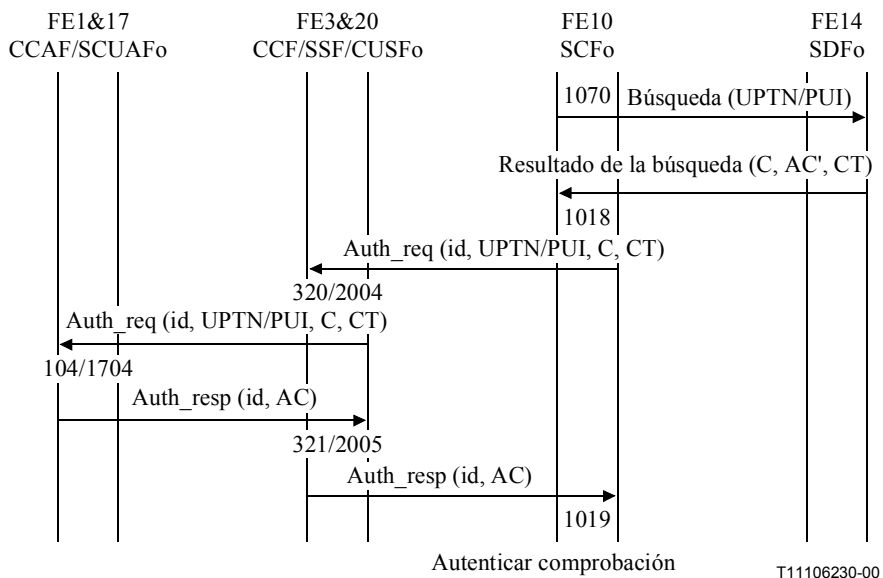 FE1&17 FE3&20 FE10 FE14
CCAF/SCUAFo CCF/SSF/CUSFo SCFo SDFo
1070 Búsqueda (UPTN/PUI)
Resultado de la búsqueda (C, AC', CT)
1018
Auth_req (id, UPTN/PUI, C, CT)
320/2004
Auth_req (id, UPTN/PUI, C, CT)
104/1704
Auth_resp (id, AC)
321/2005
Auth_resp (id, AC)
1019
Autenticar comprobación
T11106230-00